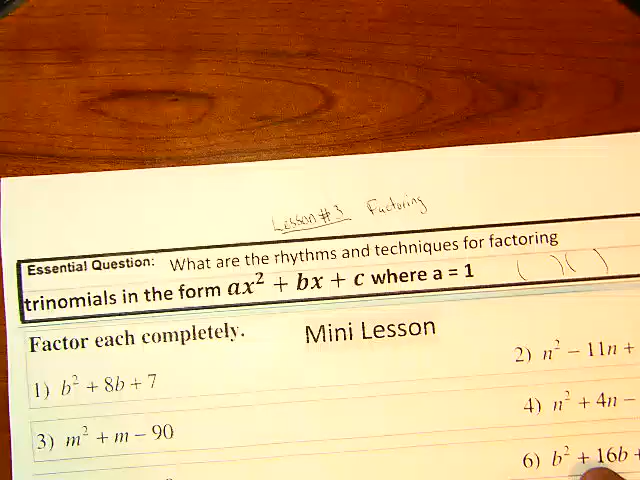 Lesson #3 Factoring
Essential Question: What are the rhythms and techniques for factoring
trinomials in the form ax² + bx + c where a = 1 ( )( )
Factor each completely. Mini Lesson
1) b² + 8b + 7
2) n² − 11n +
3) m² + m − 90
4) n² + 4n −
6) b² + 16b +